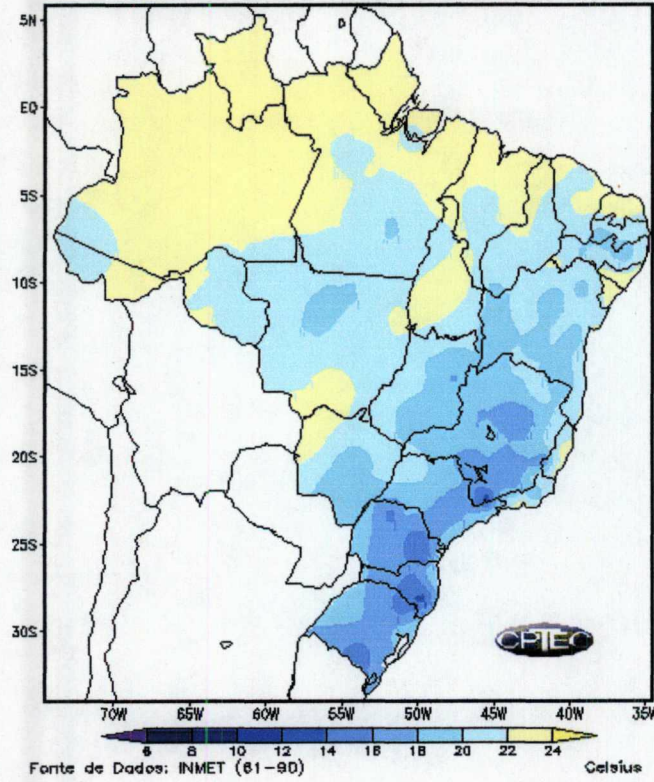 5N
EQ
5S
10S
15S
20S
25S
30S
CPTEC
70W 65W 60W 55W 50W 45W 40W 35W
6 8 10 12 14 16 18 20 22 24
Fonte de Dados: INMET (61-90) Celsius